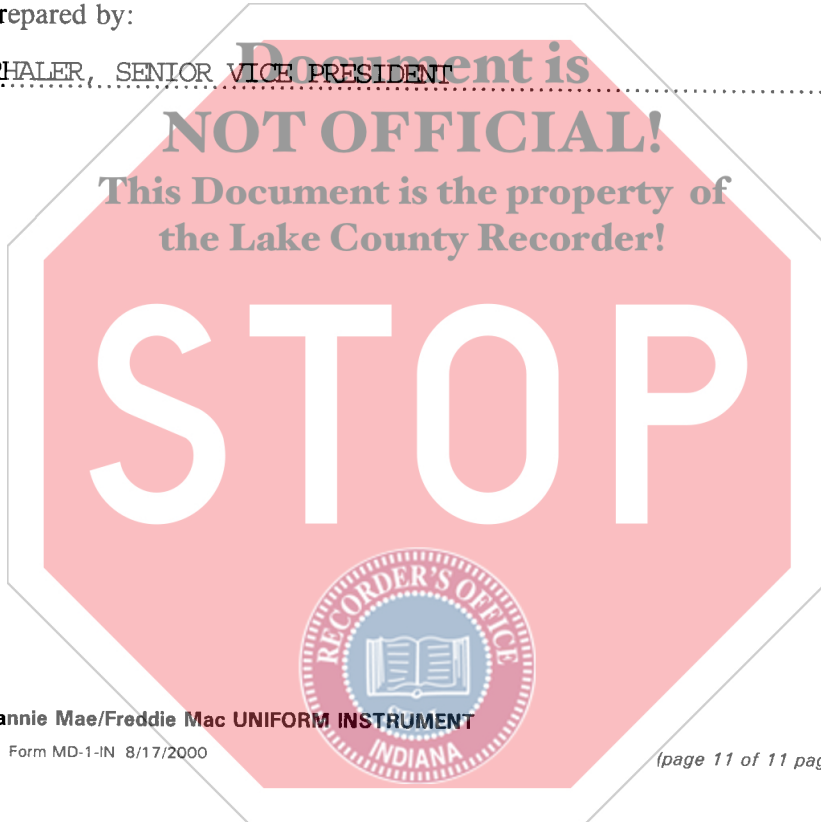 repared by:
HALER, SENIOR VICE PRESIDENT
Document is
NOT OFFICIAL!
This Document is the property of
the Lake County Recorder!
STOP
RECORDER'S OFFICE
INDIANA
annie Mae/Freddie Mac UNIFORM INSTRUMENT
Form MD-1-IN 8/17/2000
(page 11 of 11 pag